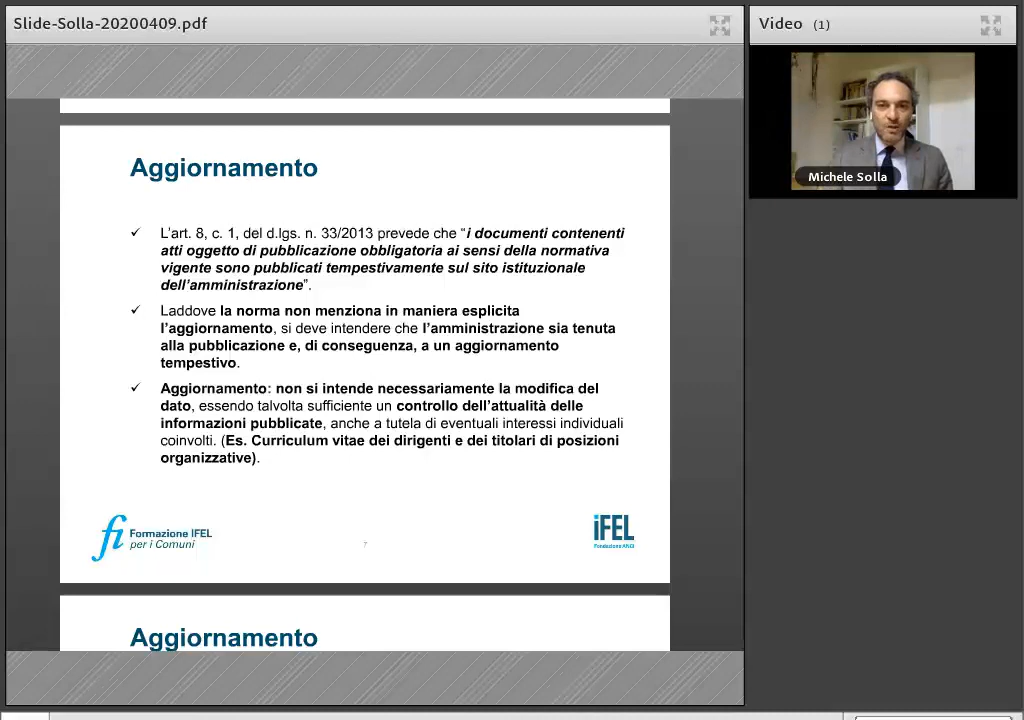 Slide-Solla-20200409.pdf
Video (1)
Michele Solla
Aggiornamento
✓ L’art. 8, c. 1, del d.lgs. n. 33/2013 prevede che “i documenti contenenti
atti oggetto di pubblicazione obbligatoria ai sensi della normativa
vigente sono pubblicati tempestivamente sul sito istituzionale
dell’amministrazione”.
✓ Laddove la norma non menziona in maniera esplicita
l’aggiornamento, si deve intendere che l’amministrazione sia tenuta
alla pubblicazione e, di conseguenza, a un aggiornamento
tempestivo.
✓ Aggiornamento: non si intende necessariamente la modifica del
dato, essendo talvolta sufficiente un controllo dell’attualità delle
informazioni pubblicate, anche a tutela di eventuali interessi individuali
coinvolti. (Es. Curriculum vitae dei dirigenti e dei titolari di posizioni
organizzative).
fi Formazione IFEL
per i Comuni
7
iFEL
Fondazione ANCI
Aggiornamento